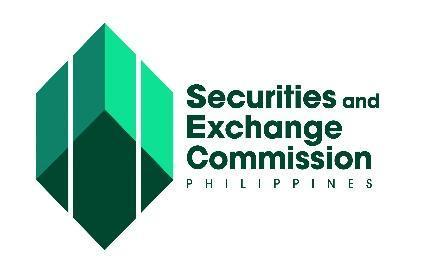 Securities and
Exchange
Commission
PHILIPPINES